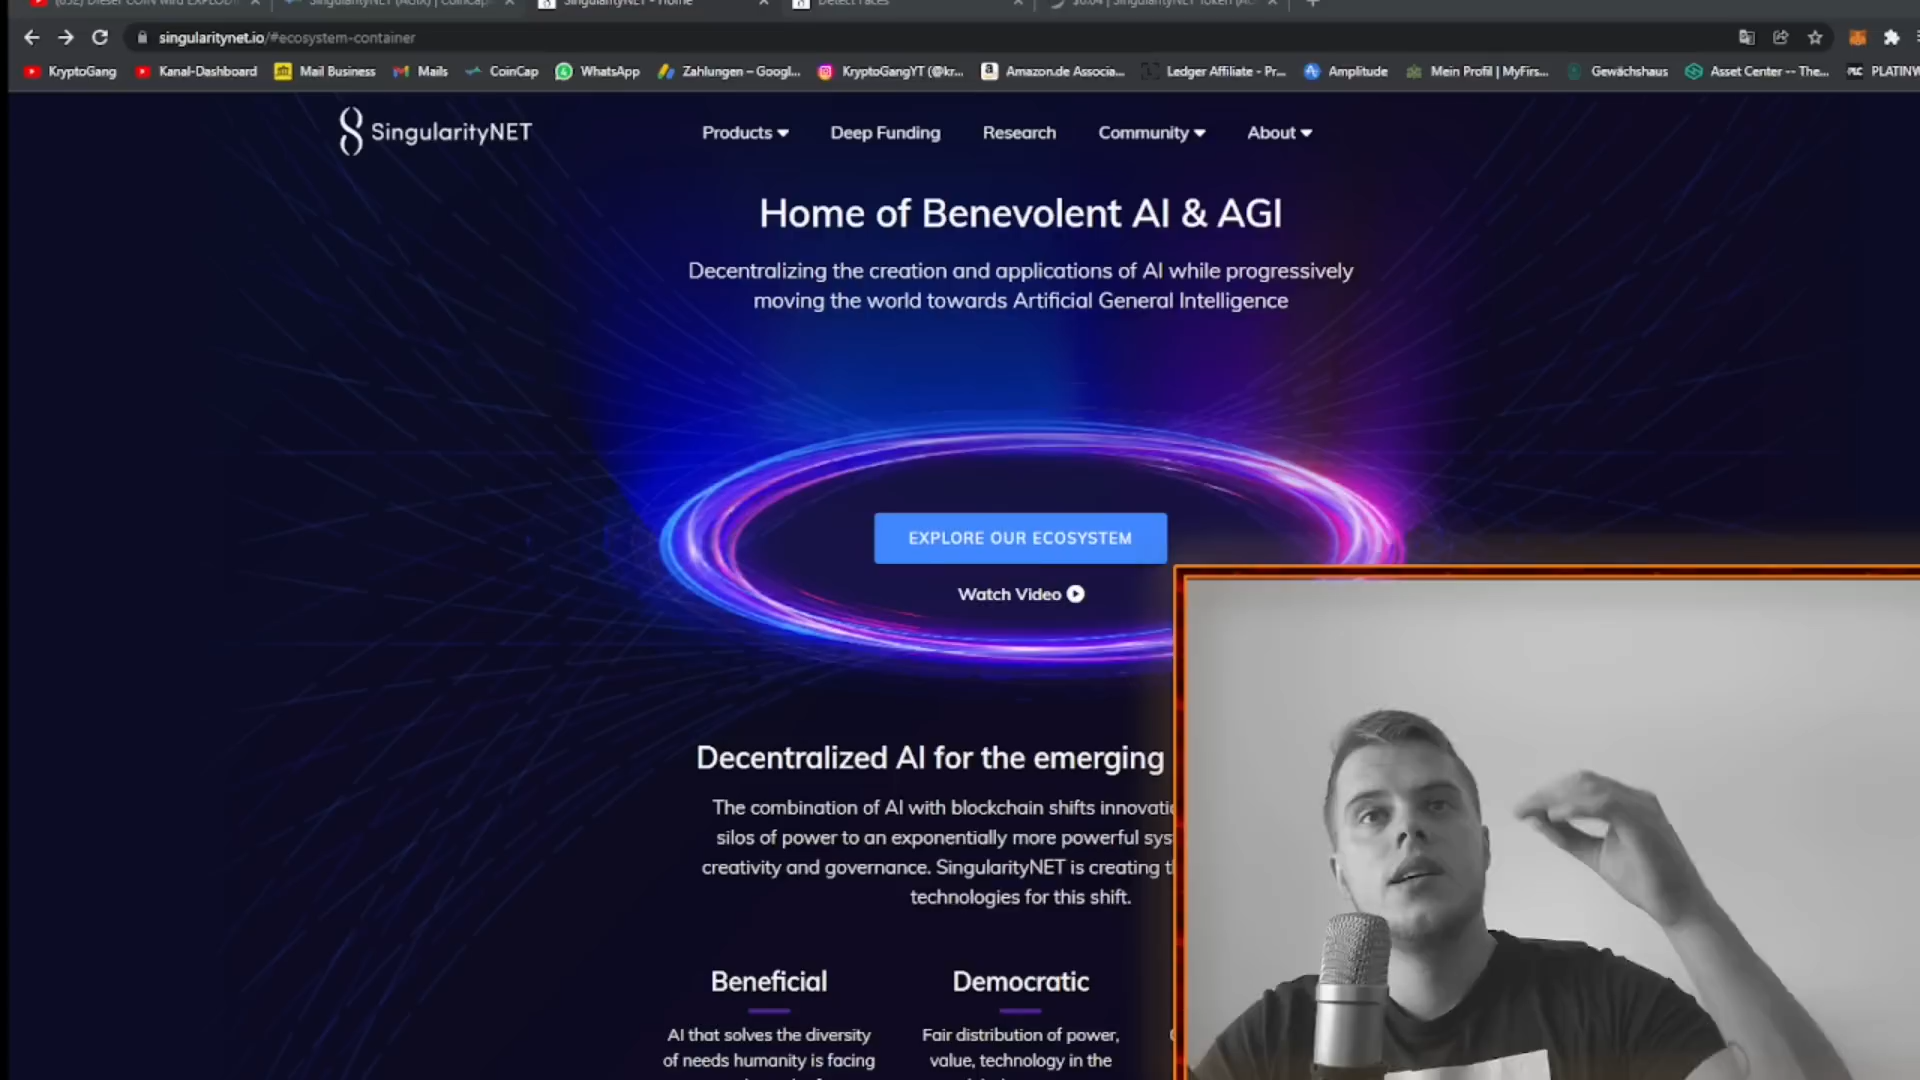 singularitynet.io/#ecosystem-container
KryptoGang
Kanal-Dashboard
Mail Business
Mails
CoinCap
WhatsApp
Zahlungen – Googl...
KryptoGangYT (@kr...
Amazon.de Associa...
Ledger Affiliate - Pr...
Amplitude
Mein Profil | MyFirs...
Gewächshaus
Asset Center -- The...
SingularityNET
Products
Deep Funding
Research
Community
About
Home of Benevolent AI & AGI
Decentralizing the creation and applications of AI while progressively
moving the world towards Artificial General Intelligence
EXPLORE OUR ECOSYSTEM
Watch Video
Decentralized AI for the emerging
The combination of AI with blockchain shifts
silos of power to an exponentially more powerful
creativity and governance. SingularityNET is creating
technologies for this shift.
Beneficial
AI that solves the diversity
of needs humanity is facing
Democratic
Fair distribution of power,
value, technology in the